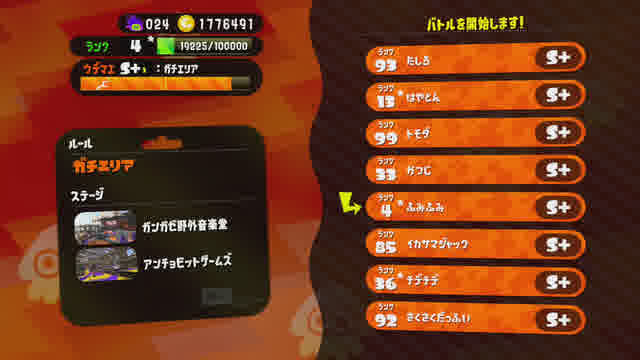 024 1776491
ランク 4★ 19225/100000
ウデマエ S+ : ガチエリア
ルール
ガチエリア
ステージ
ガンガゼ野外音楽堂
アンチョビットゲームズ
バトルを開始します!
ランク 93 たしろ S+
ランク 13★ はやとん S+
ランク 99 トモダ S+
ランク 33 かつじ S+
ランク 4★ ふみふみ S+
ランク 85 イカサマジャック S+
ランク 36★ チデチデ S+
ランク 92 さくさくだっふい S+